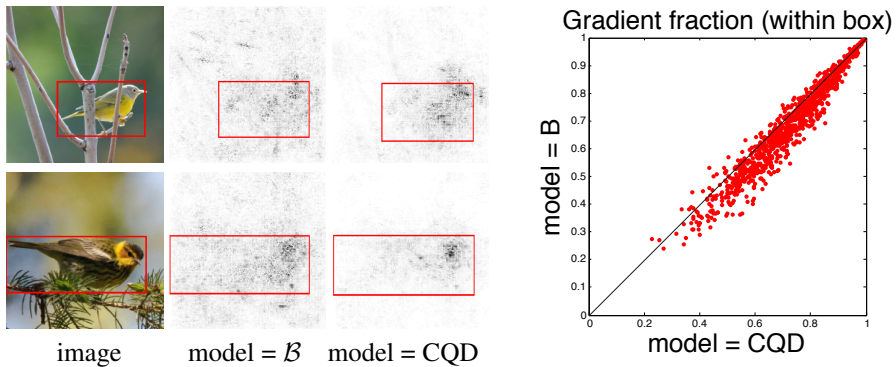 image
model = B
model = CQD
Gradient fraction (within box)
model = B
1
0.9
0.8
0.7
0.6
0.5
0.4
0.3
0.2
0.1
0
0 0.2 0.4 0.6 0.8 1
model = CQD